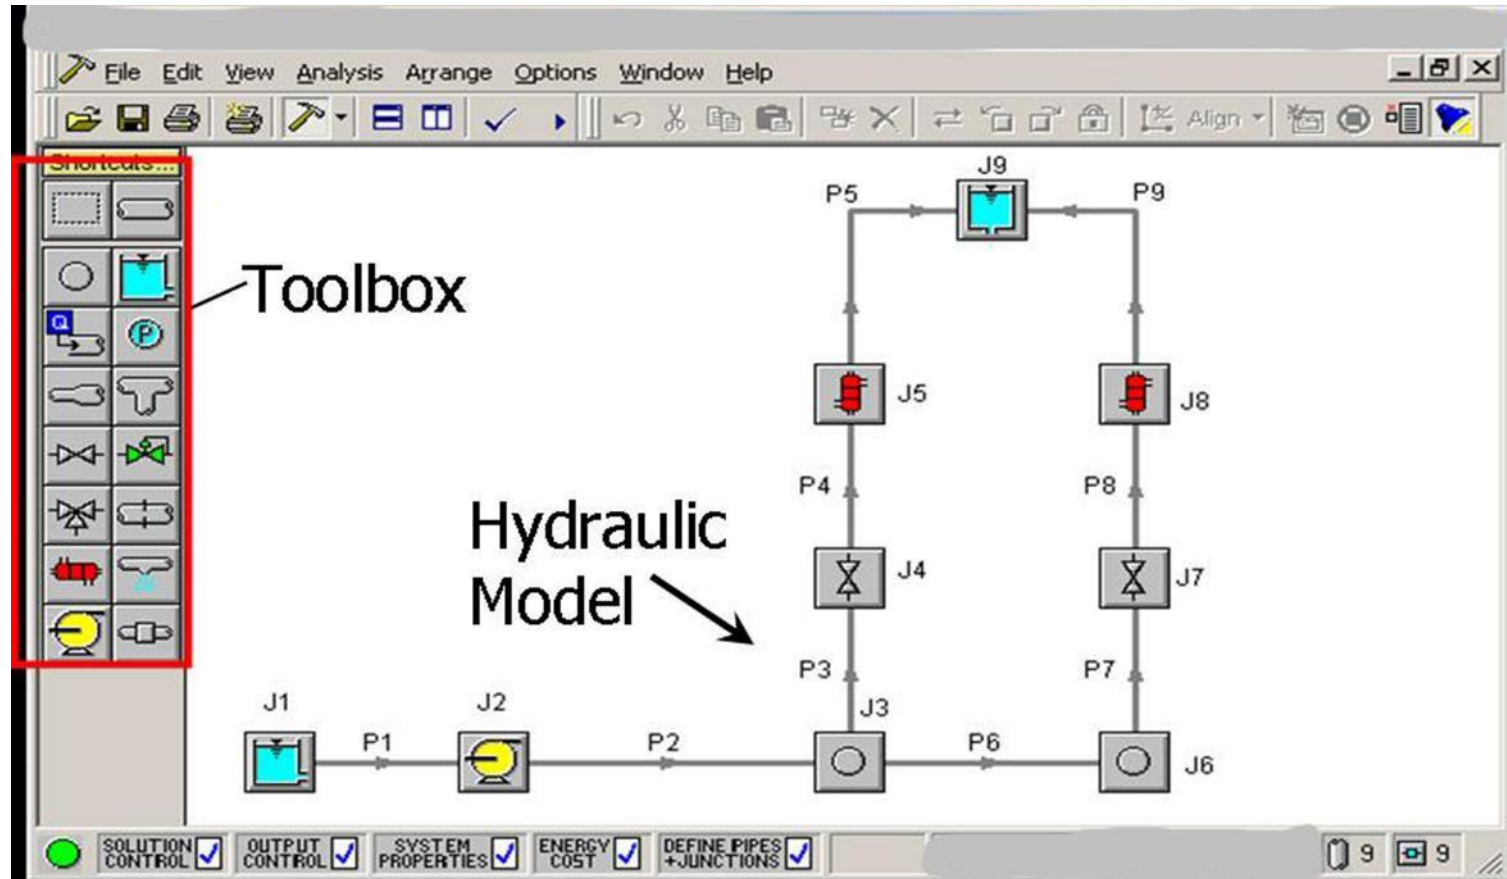 File Edit View Analysis Arrange Options Window Help
Align
Shortcuts...
Q
P
Toolbox
Hydraulic
Model
J9
P5
P9
J5
J8
P4
P8
J4
J7
P3
P7
J3
J1
J2
P1
P2
P6
J6
SOLUTION
CONTROL
OUTPUT
CONTROL
SYSTEM
PROPERTIES
ENERGY
COST
DEFINE PIPES
+JUNCTIONS
9
9